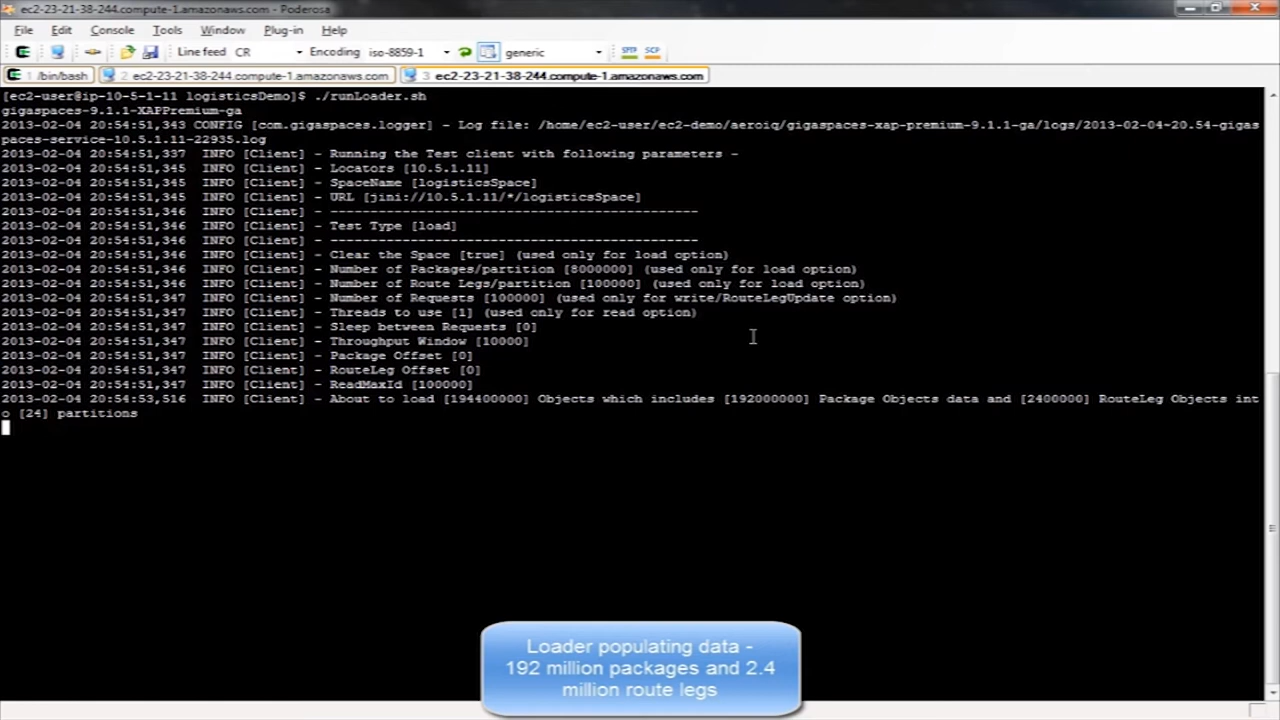 ec2-23-21-38-244.compute-1.amazonaws.com - Poderosa
File Edit Console Tools Window Plug-in Help
Line feed CR Encoding iso-8859-1 generic SFTP SCP
1 /bin/bash 2 ec2-23-21-38-244.compute-1.amazonaws.com 3 ec2-23-21-38-244.compute-1.amazonaws.com
[ec2-user@ip-10-5-1-11 logisticsDemo]$ ./runLoader.sh
gigaspaces-9.1.1-XAPPremium-ga
2013-02-04 20:54:51,343 CONFIG [com.gigaspaces.logger] - Log file: /home/ec2-user/ec2-demo/aeroiq/gigaspaces-xap-premium-9.1.1-ga/logs/2013-02-04~20.54-gigas
paces-service-10.5.1.11-22935.log
2013-02-04 20:54:51,337 INFO [Client] - Running the Test client with following parameters -
2013-02-04 20:54:51,345 INFO [Client] - Locators [10.5.1.11]
2013-02-04 20:54:51,345 INFO [Client] - SpaceName [logisticsSpace]
2013-02-04 20:54:51,345 INFO [Client] - URL [jini://10.5.1.11/*/logisticsSpace]
2013-02-04 20:54:51,346 INFO [Client] - ----------------------------------------------
2013-02-04 20:54:51,346 INFO [Client] - Test Type [load]
2013-02-04 20:54:51,346 INFO [Client] - ----------------------------------------------
2013-02-04 20:54:51,346 INFO [Client] - Clear the Space [true] (used only for load option)
2013-02-04 20:54:51,346 INFO [Client] - Number of Packages/partition [8000000] (used only for load option)
2013-02-04 20:54:51,346 INFO [Client] - Number of Route Legs/partition [100000] (used only for load option)
2013-02-04 20:54:51,347 INFO [Client] - Number of Requests [100000] (used only for write/RouteLegUpdate option)
2013-02-04 20:54:51,347 INFO [Client] - Threads to use [1] (used only for read option)
2013-02-04 20:54:51,347 INFO [Client] - Sleep between Requests [0]
2013-02-04 20:54:51,347 INFO [Client] - Throughput Window [10000]
2013-02-04 20:54:51,347 INFO [Client] - Package Offset [0]
2013-02-04 20:54:51,347 INFO [Client] - RouteLeg Offset [0]
2013-02-04 20:54:51,347 INFO [Client] - ReadMaxId [100000]
2013-02-04 20:54:53,516 INFO [Client] - About to load [194400000] Objects which includes [192000000] Package Objects data and [2400000] RouteLeg Objects int
o [24] partitions
Loader populating data -
192 million packages and 2.4
million route legs